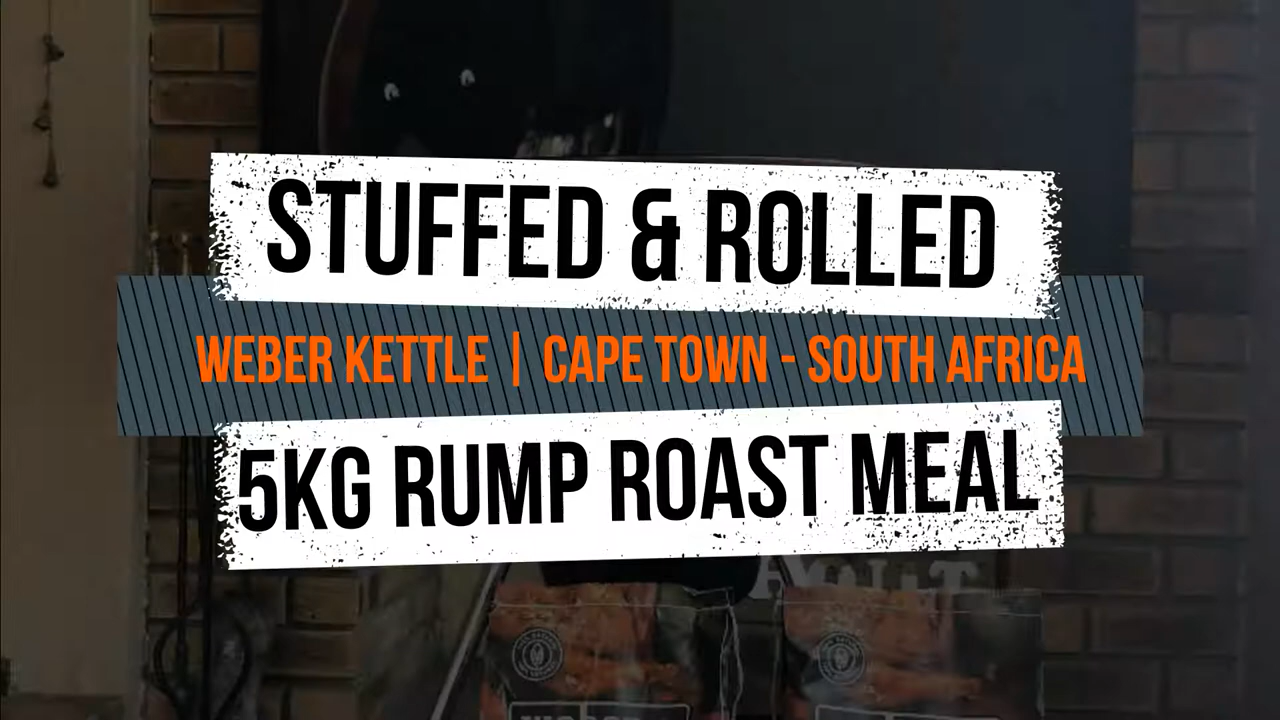 STUFFED & ROLLED
WEBER KETTLE | CAPE TOWN - SOUTH AFRICA
5KG RUMP ROAST MEAL